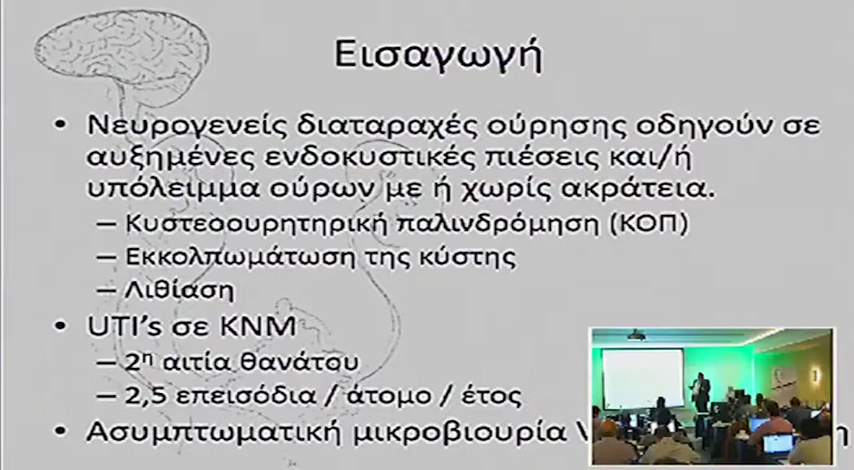 Εισαγωγή
• Νευρογενείς διαταραχές ούρησης οδηγούν σε
αυξημένες ενδοκυστικές πιέσεις και/ή
υπόλειμμα ούρων με ή χωρίς ακράτεια.
– Κυστεοουρητηρική παλινδρόμηση (ΚΟΠ)
– Εκκολπωμάτωση της κύστης
– Λιθίαση
• UTI’s σε ΚΝΜ
– 2η αιτία θανάτου
– 2,5 επεισόδια / άτομο / έτος
• Ασυμπτωματική μικροβιουρία